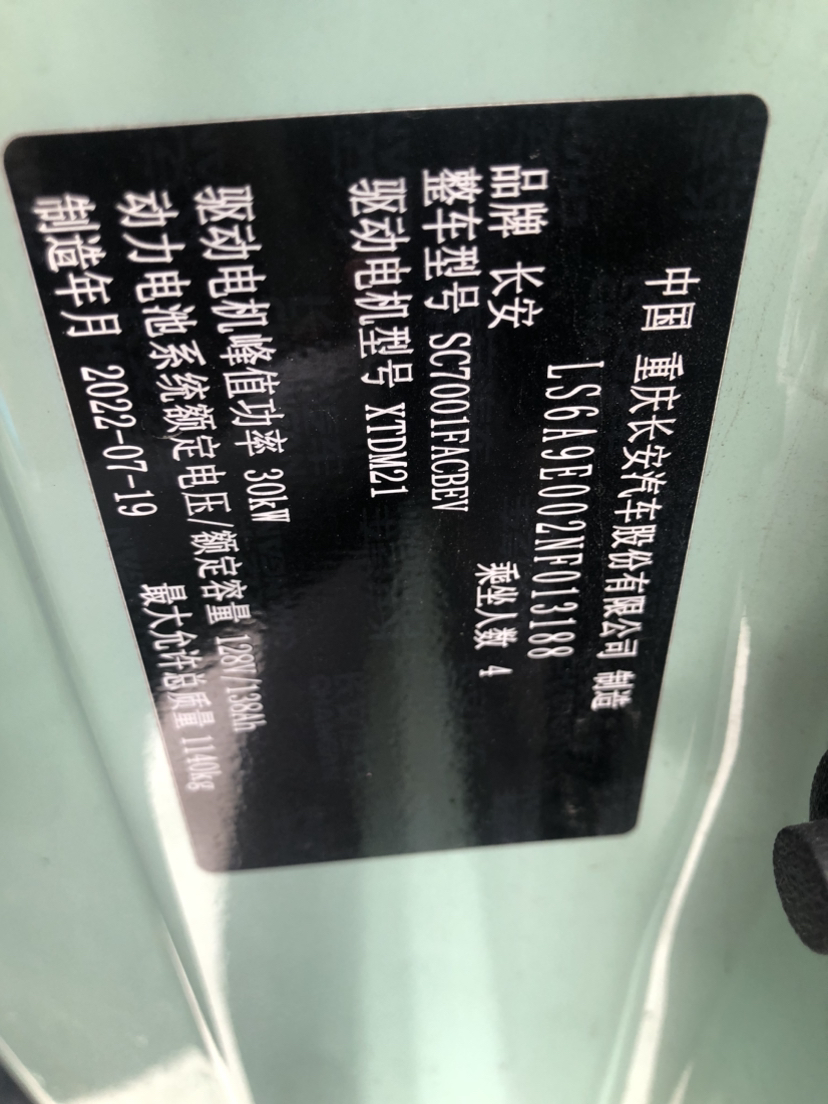 中国 重庆长安汽车股份有限公司 制造
LS6A9E002NF013188
品牌 长安 乘坐人数 4
整车型号 SC7001FACBEV
驱动电机型号 XTDM21
驱动电机峰值功率 30kW
动力电池系统额定电压/额定容量 128V/138Ah
制造年月 2022-07-19 最大允许总质量 1140kg